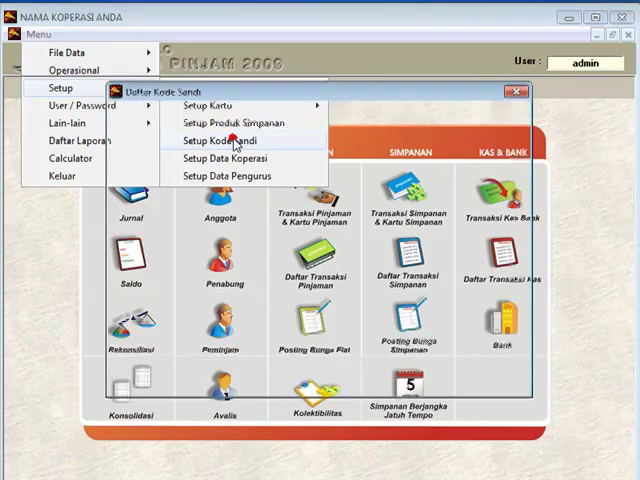 NAMA KOPERASI ANDA
Menu
File Data
Operasional
Setup
User / Password
Lain-lain
Daftar Laporan
Calculator
Keluar
PINJAM 2008
User :
admin
Daftar Kode Sandi
Setup Kartu
Setup Produk Simpanan
Setup Kode Sandi
Setup Data Koperasi
Setup Data Pengurus
SIMPANAN
KAS & BANK
Jurnal
Anggota
Transaksi Pinjaman
& Kartu Pinjaman
Transaksi Simpanan
& Kartu Simpanan
Transaksi Kas Bank
Saldo
Penabung
Daftar Transaksi
Pinjaman
Daftar Transaksi
Simpanan
Daftar Transaksi Kas
Rekonsiliasi
Peminjam
Posting Bunga Flat
Posting Bunga
Simpanan
Bank
Konsolidasi
Avalis
Kolektibilitas
5
Simpanan Berjangka
Jatuh Tempo